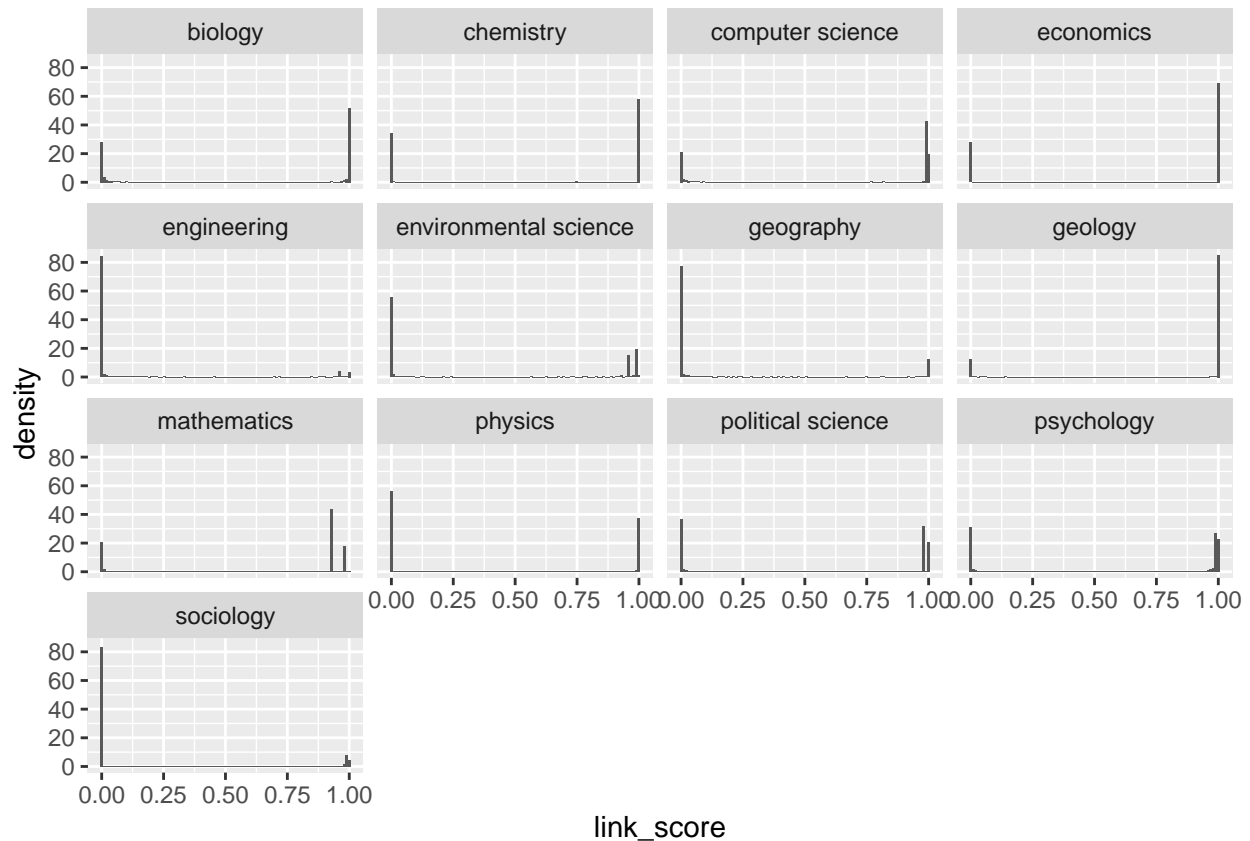 biology chemistry computer science economics
80
60
40
20
0
engineering environmental science geography geology
80
60
40
20
0
mathematics physics political science psychology
80
60
40
20
0
0.00 0.25 0.50 0.75 1.00 0.00 0.25 0.50 0.75 1.00 0.00 0.25 0.50 0.75 1.00
sociology
80
60
40
20
0
0.00 0.25 0.50 0.75 1.00
link_score
density